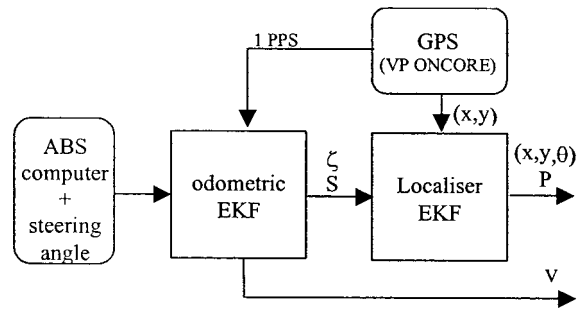 1 PPS
GPS
(VP ONCORE)
(x,y)
ABS
computer
+
steering
angle
odometric
EKF
ζ
S
Localiser
EKF
(x,y,θ)
P
v